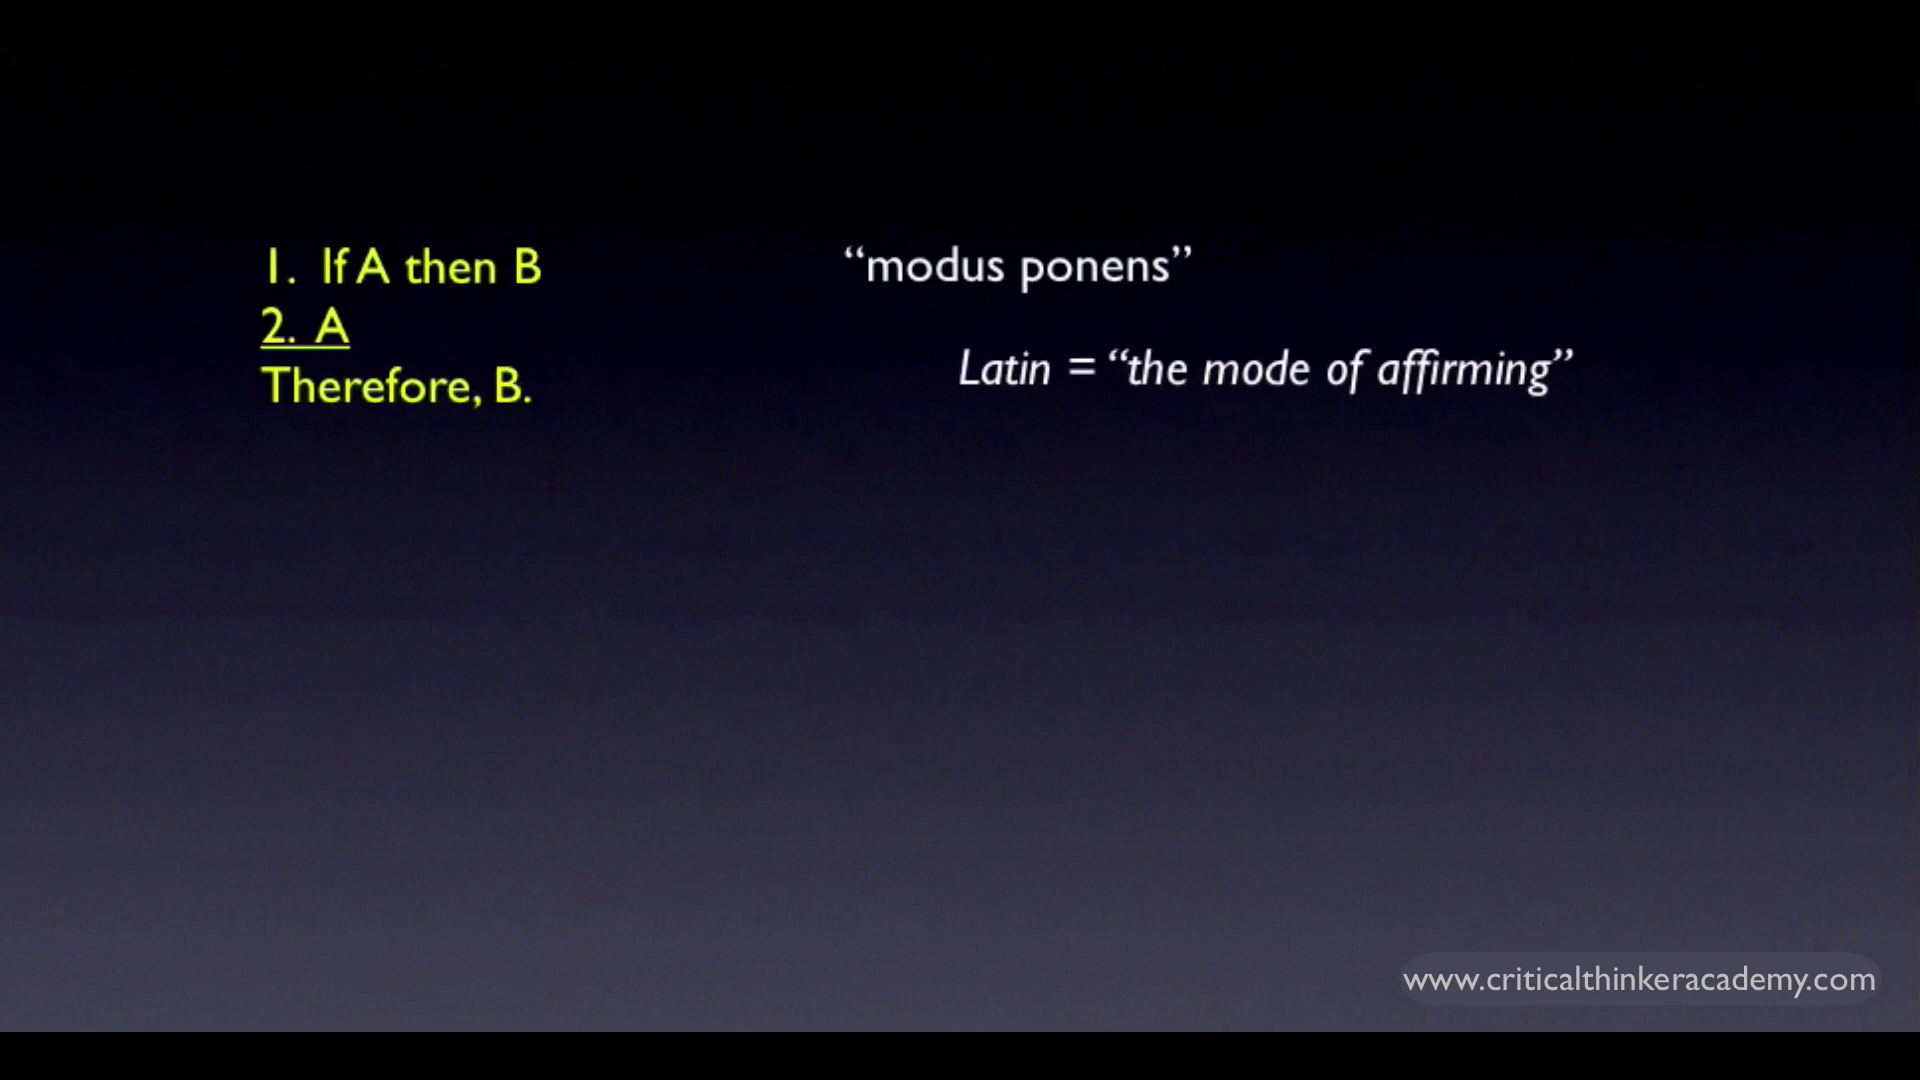 1. If A then B
2. A
Therefore, B.
“modus ponens”
Latin = “the mode of affirming”
www.criticalthinkeracademy.com